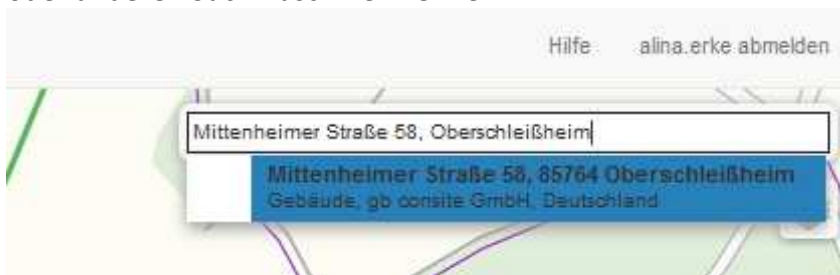 Hilfe alina.erke abmelden
Mittenheimer Straße 58, Oberschleißheim
Mittenheimer Straße 58, 85764 Oberschleißheim
Gebäude, gb consite GmbH, Deutschland